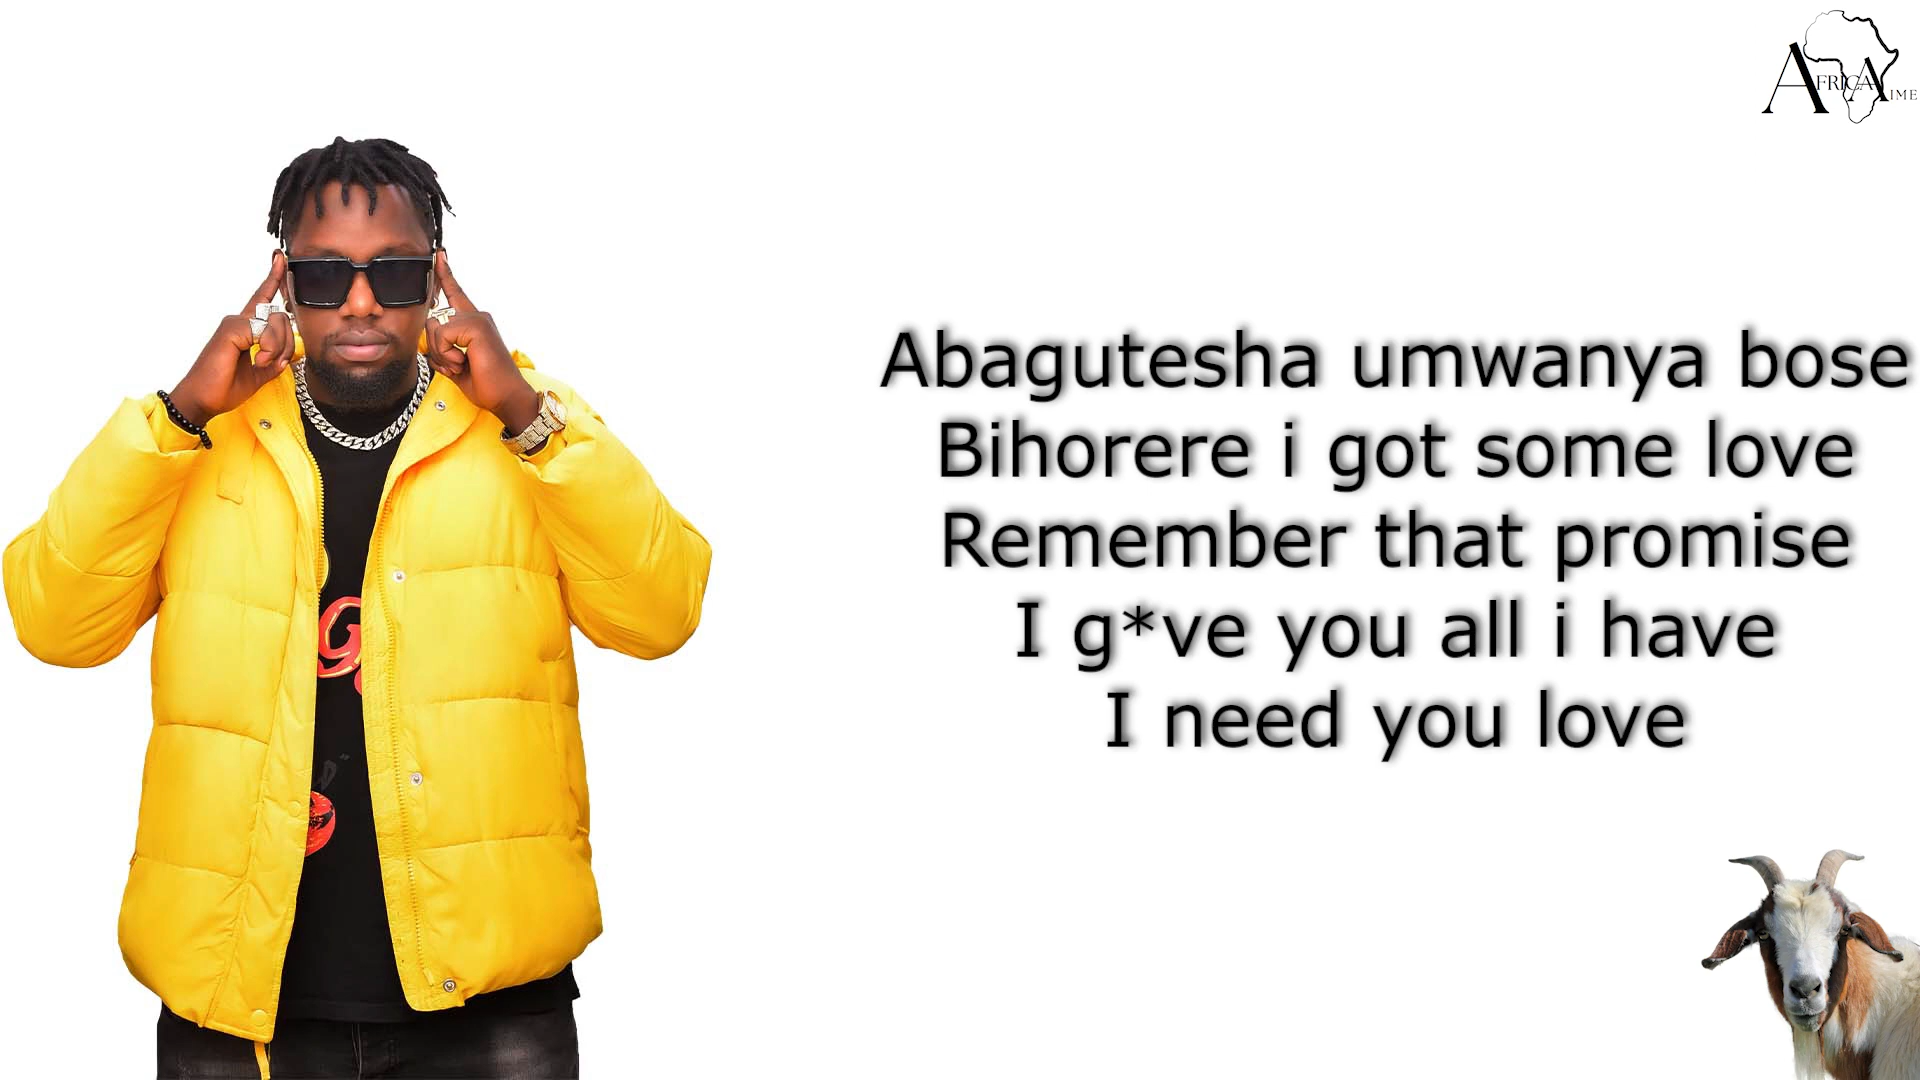 AFRICA AIME
Abagutesha umwanya bose
Bihorere i got some love
Remember that promise
I g*ve you all i have
I need you love